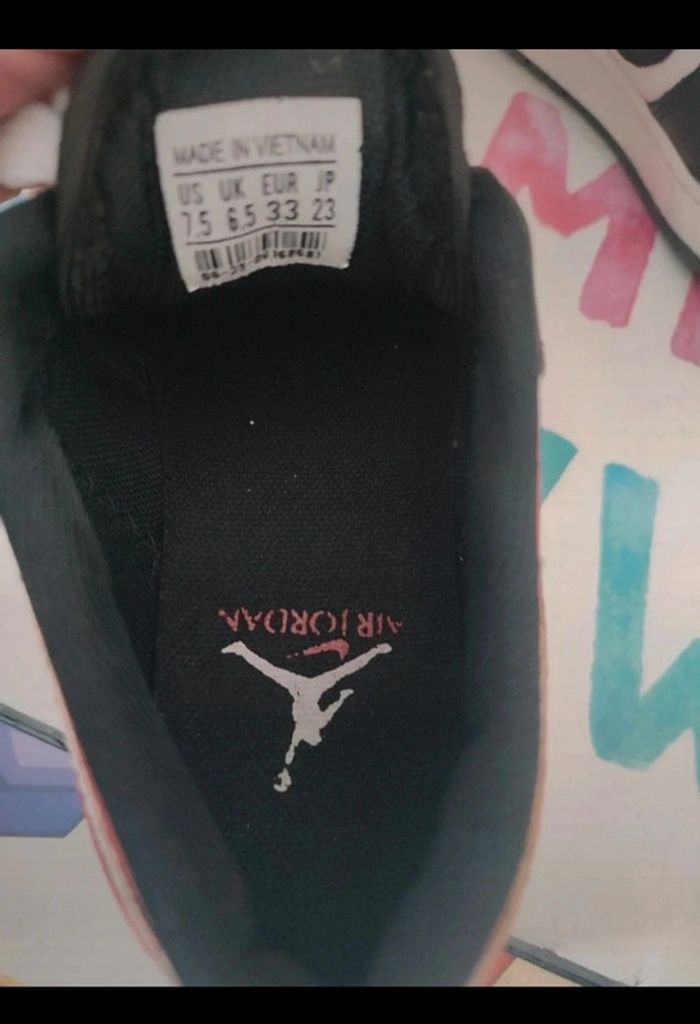 MADE IN VIETNAM
US UK EUR JP
7.5 6.5 33 23
AIR JORDAN